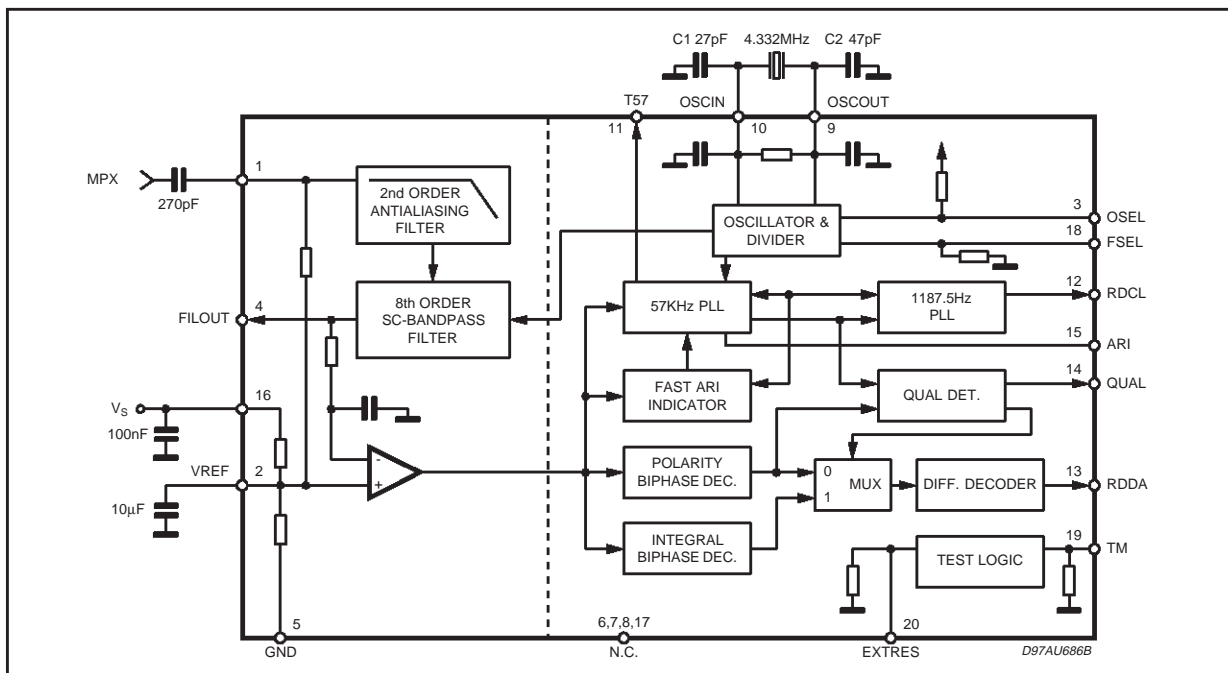 C1 27pF
4.332MHz
C2 47pF
T57
OSCIN
OSCOUT
11
10
9
1
MPX
270pF
2nd ORDER
ANTIALIASING
FILTER
OSCILLATOR &
DIVIDER
3
OSEL
18
FSEL
4
FILOUT
8th ORDER
SC-BANDPASS
FILTER
57KHz PLL
1187.5Hz
PLL
12
RDCL
15
ARI
FAST ARI
INDICATOR
QUAL DET.
14
QUAL
16
VS
100nF
VREF
2
10µF
-
+
POLARITY
BIPHASE DEC.
0
1
MUX
DIFF. DECODER
13
RDDA
INTEGRAL
BIPHASE DEC.
TEST LOGIC
19
TM
5
GND
6,7,8,17
N.C.
20
EXTRES
D97AU686B